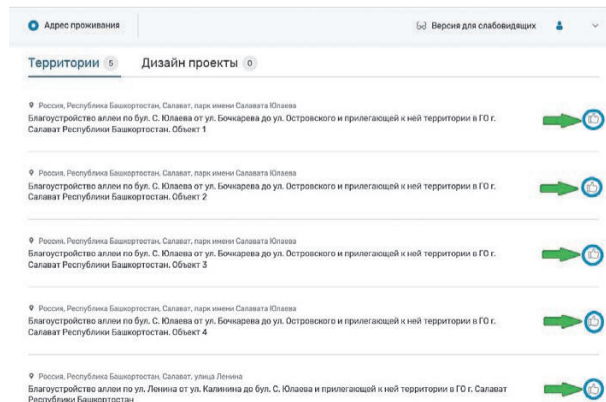 Адрес проживания
Версия для слабовидящих
Территории 5 Дизайн проекты 0
Россия, Республика Башкортостан, Салават, парк имени Салавата Юлаева
Благоустройство аллеи по бул. С. Юлаева от ул. Бочкарева до ул. Островского и прилегающей к ней территории в ГО г.
Салават Республики Башкортостан. Объект 1
Россия, Республика Башкортостан, Салават, парк имени Салавата Юлаева
Благоустройство аллеи по бул. С. Юлаева от ул. Бочкарева до ул. Островского и прилегающей к ней территории в ГО г.
Салават Республики Башкортостан. Объект 2
Россия, Республика Башкортостан, Салават, парк имени Салавата Юлаева
Благоустройство аллеи по бул. С. Юлаева от ул. Бочкарева до ул. Островского и прилегающей к ней территории в ГО г.
Салават Республики Башкортостан. Объект 3
Россия, Республика Башкортостан, Салават, парк имени Салавата Юлаева
Благоустройство аллеи по бул. С. Юлаева от ул. Бочкарева до ул. Островского и прилегающей к ней территории в ГО г.
Салават Республики Башкортостан. Объект 4
Россия, Республика Башкортостан, Салават, улица Ленина
Благоустройство аллеи по ул. Ленина от ул. Калинина до бул. С. Юлаева и прилегающей к ней территории в ГО г. Салават
Республики Башкортостан